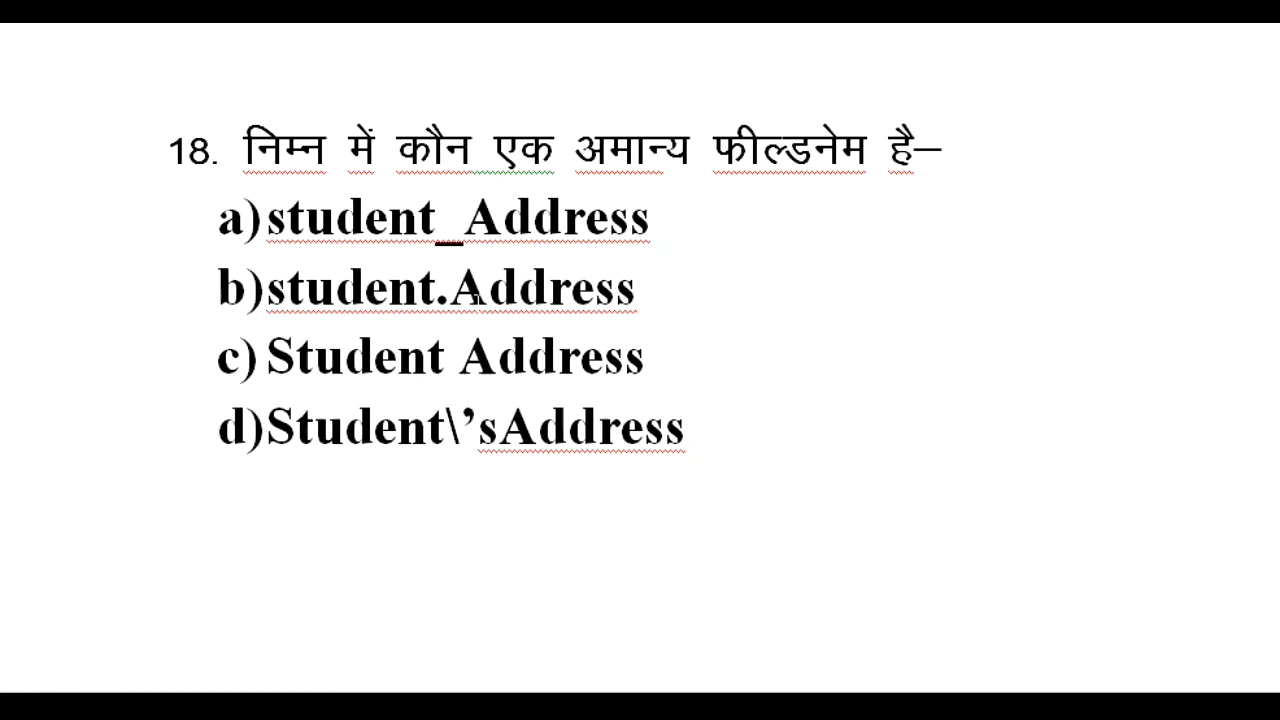 18. निम्न में कौन एक अमान्य फील्डनेम है–
a) student_Address
b) student.Address
c) Student Address
d) Student\’sAddress